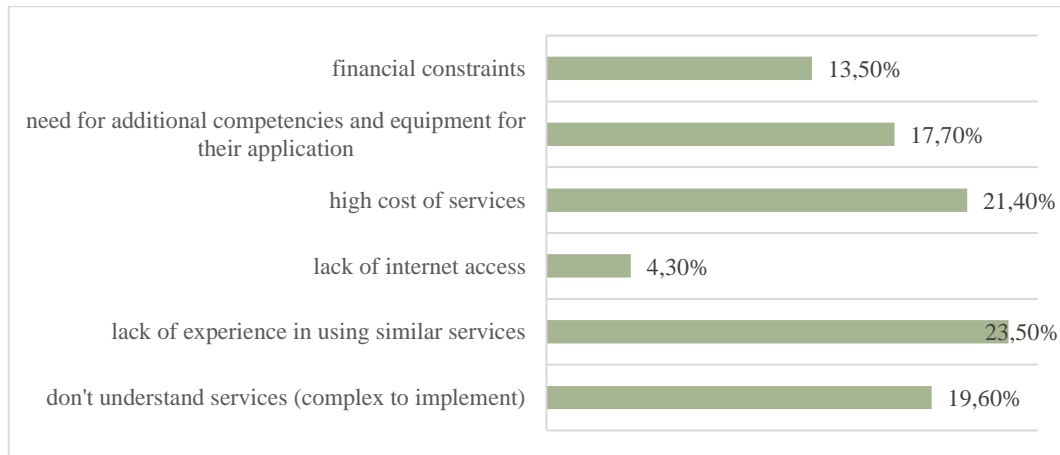 financial constraints
13,50%
need for additional competencies and equipment for
their application
17,70%
high cost of services
21,40%
lack of internet access
4,30%
lack of experience in using similar services
23,50%
don't understand services (complex to implement)
19,60%